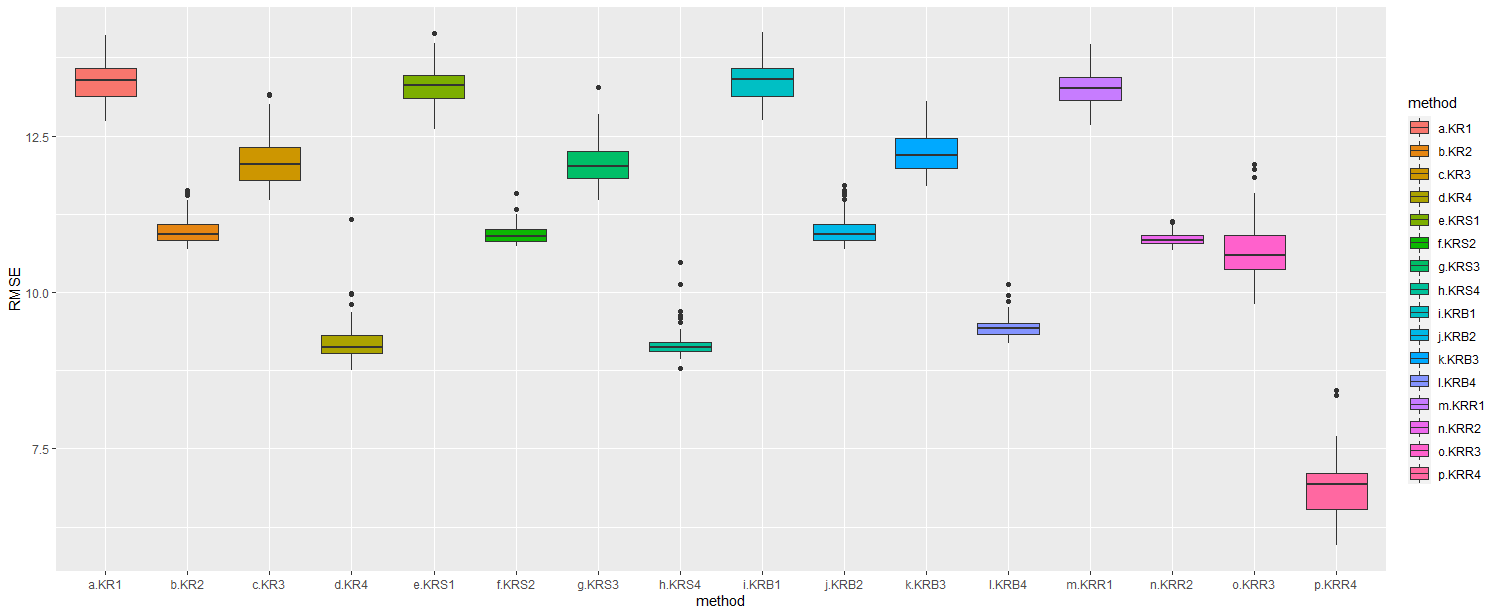 RMSE
12.5
10.0
7.5
a.KR1 b.KR2 c.KR3 d.KR4 e.KRS1 f.KRS2 g.KRS3 h.KRS4 i.KRB1 j.KRB2 k.KRB3 l.KRB4 m.KRR1 n.KRR2 o.KRR3 p.KRR4
method
method
a.KR1
b.KR2
c.KR3
d.KR4
e.KRS1
f.KRS2
g.KRS3
h.KRS4
i.KRB1
j.KRB2
k.KRB3
l.KRB4
m.KRR1
n.KRR2
o.KRR3
p.KRR4